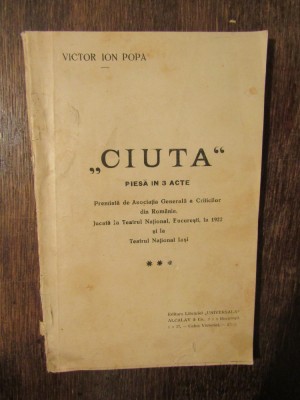 VICTOR ION POPA
„CIUTA“
PIESĂ IN 3 ACTE
Premiată de Asociația Generală a Criticilor
din România.
Jucată la Teatrul Național, București, la 1922
și la
Teatrul Național Iași
Editura Librăriei „UNIVERSALA”
ALCALAY & Co.